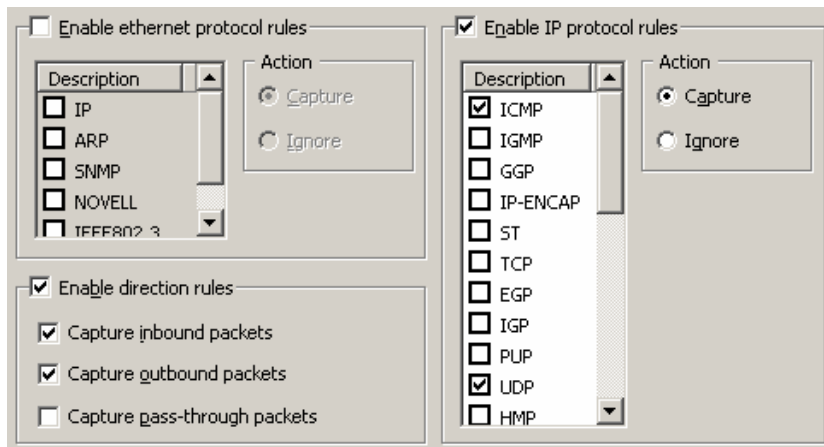 Enable ethernet protocol rules
Description
IP
ARP
SNMP
NOVELL
IEEE802.3
Action
Capture
Ignore
Enable direction rules
Capture inbound packets
Capture outbound packets
Capture pass-through packets
Enable IP protocol rules
Description
ICMP
IGMP
GGP
IP-ENCAP
ST
TCP
EGP
IGP
PUP
UDP
HMP
Action
Capture
Ignore